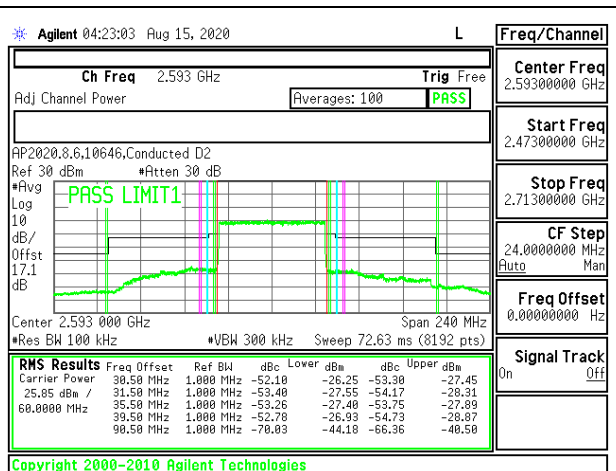 Agilent 04:23:03 Aug 15, 2020 L
Freq/Channel
Ch Freq 2.593 GHz Trig Free
Adj Channel Power Averages: 100 PASS
Center Freq
2.59300000 GHz
Start Freq
2.47300000 GHz
Stop Freq
2.71300000 GHz
CF Step
24.0000000 MHz
Auto Man
Freq Offset
0.00000000 Hz
Signal Track
On Off
AP2020.8.6,10646,Conducted D2
Ref 30 dBm #Atten 30 dB
#Avg
Log
10
dB/
Offst
17.1
dB
PASS LIMIT1
Center 2.593 000 GHz Span 240 MHz
#Res BW 100 kHz #VBW 300 kHz Sweep 72.63 ms (8192 pts)
RMS Results Freq Offset Ref BW dBc Lower dBm dBc Upper dBm
Carrier Power 30.50 MHz 1.000 MHz -52.10 -26.25 -53.30 -27.45
25.85 dBm / 31.50 MHz 1.000 MHz -53.40 -27.55 -54.17 -28.31
60.0000 MHz 35.50 MHz 1.000 MHz -53.26 -27.40 -53.75 -27.89
39.50 MHz 1.000 MHz -52.78 -26.93 -54.73 -28.87
90.50 MHz 1.000 MHz -70.03 -44.18 -66.36 -40.50
Copyright 2000-2010 Agilent Technologies